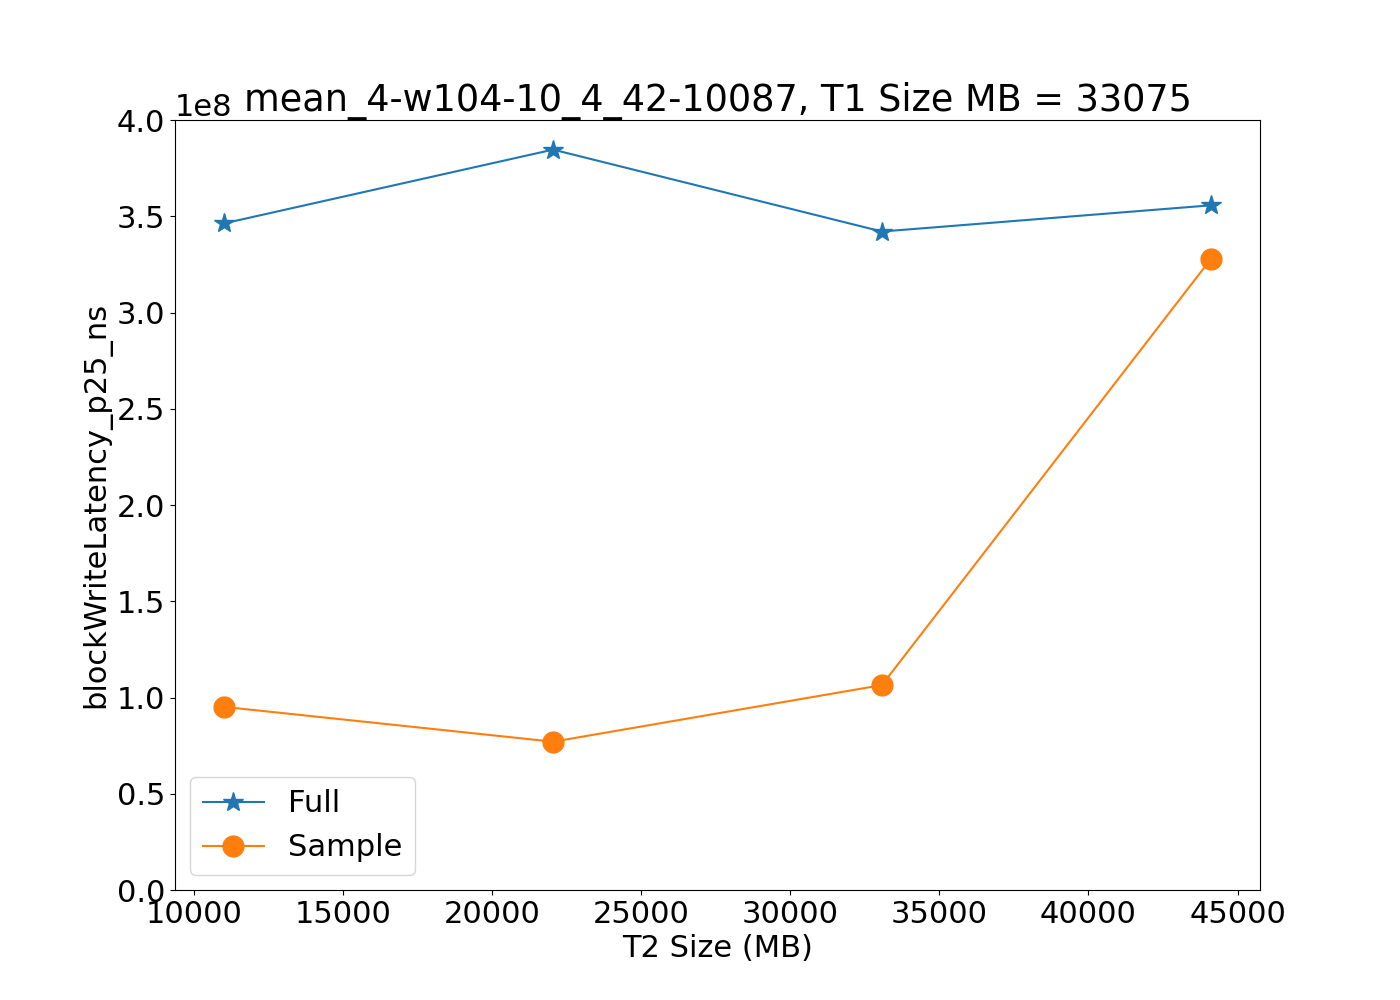 mean_4-w104-10_4_42-10087, T1 Size MB = 33075
1e8
4.0
3.5
3.0
2.5
2.0
1.5
1.0
0.5
0.0
blockWriteLatency_p25_ns
Full
Sample
10000 15000 20000 25000 30000 35000 40000 45000
T2 Size (MB)